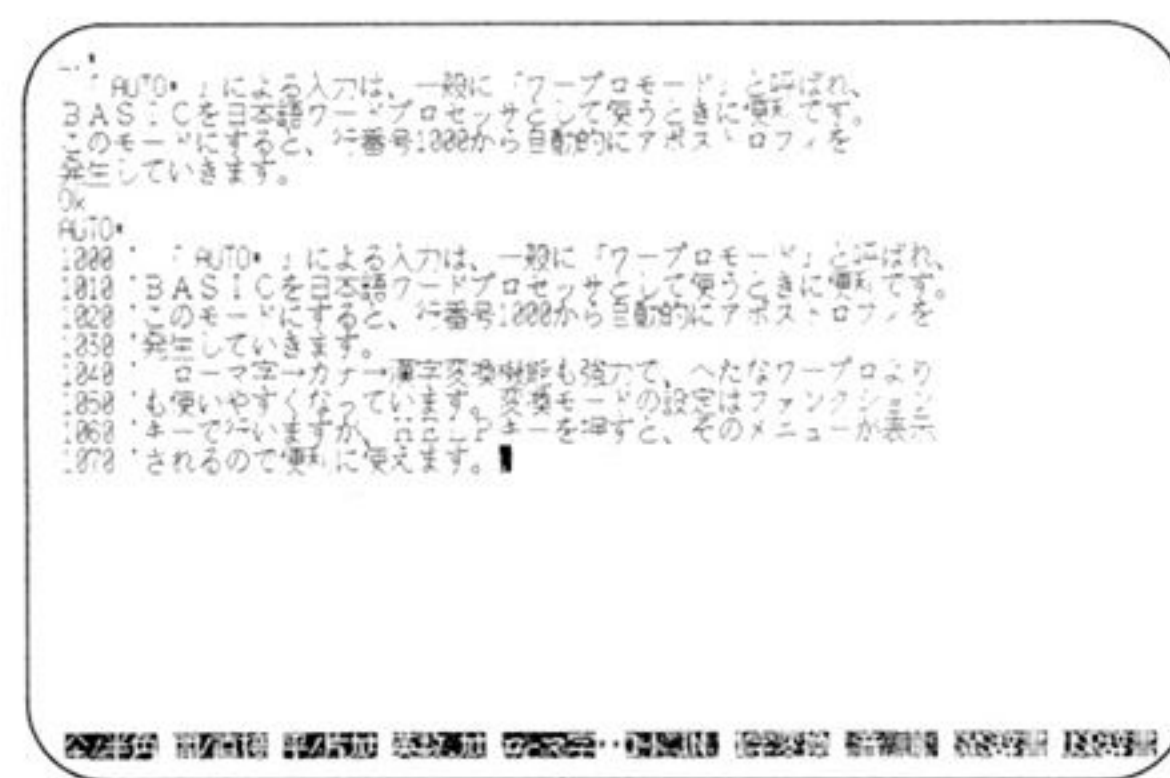 「AUTO*」による入力は、一般に「ワープロモード」と呼ばれ、
BASICを日本語ワードプロセッサとして使うときに便利です。
このモードにすると、行番号1000から自動的にアポストロフィを
発生していきます。
Ok
AUTO*
1000 '「AUTO*」による入力は、一般に「ワープロモード」と呼ばれ、
1010 'BASICを日本語ワードプロセッサとして使うときに便利です。
1020 'このモードにすると、行番号1000から自動的にアポストロフィを
1030 '発生していきます。
1040 ' ローマ字→カナ→漢字変換機能も強力で、へたなワープロより
1050 'も使いやすくなっています。変換モードの設定はファンクション
1060 'キーで行いますが、HELPキーを押すと、そのメニューが表示
1070 'されるので便利に使えます。
全/半角